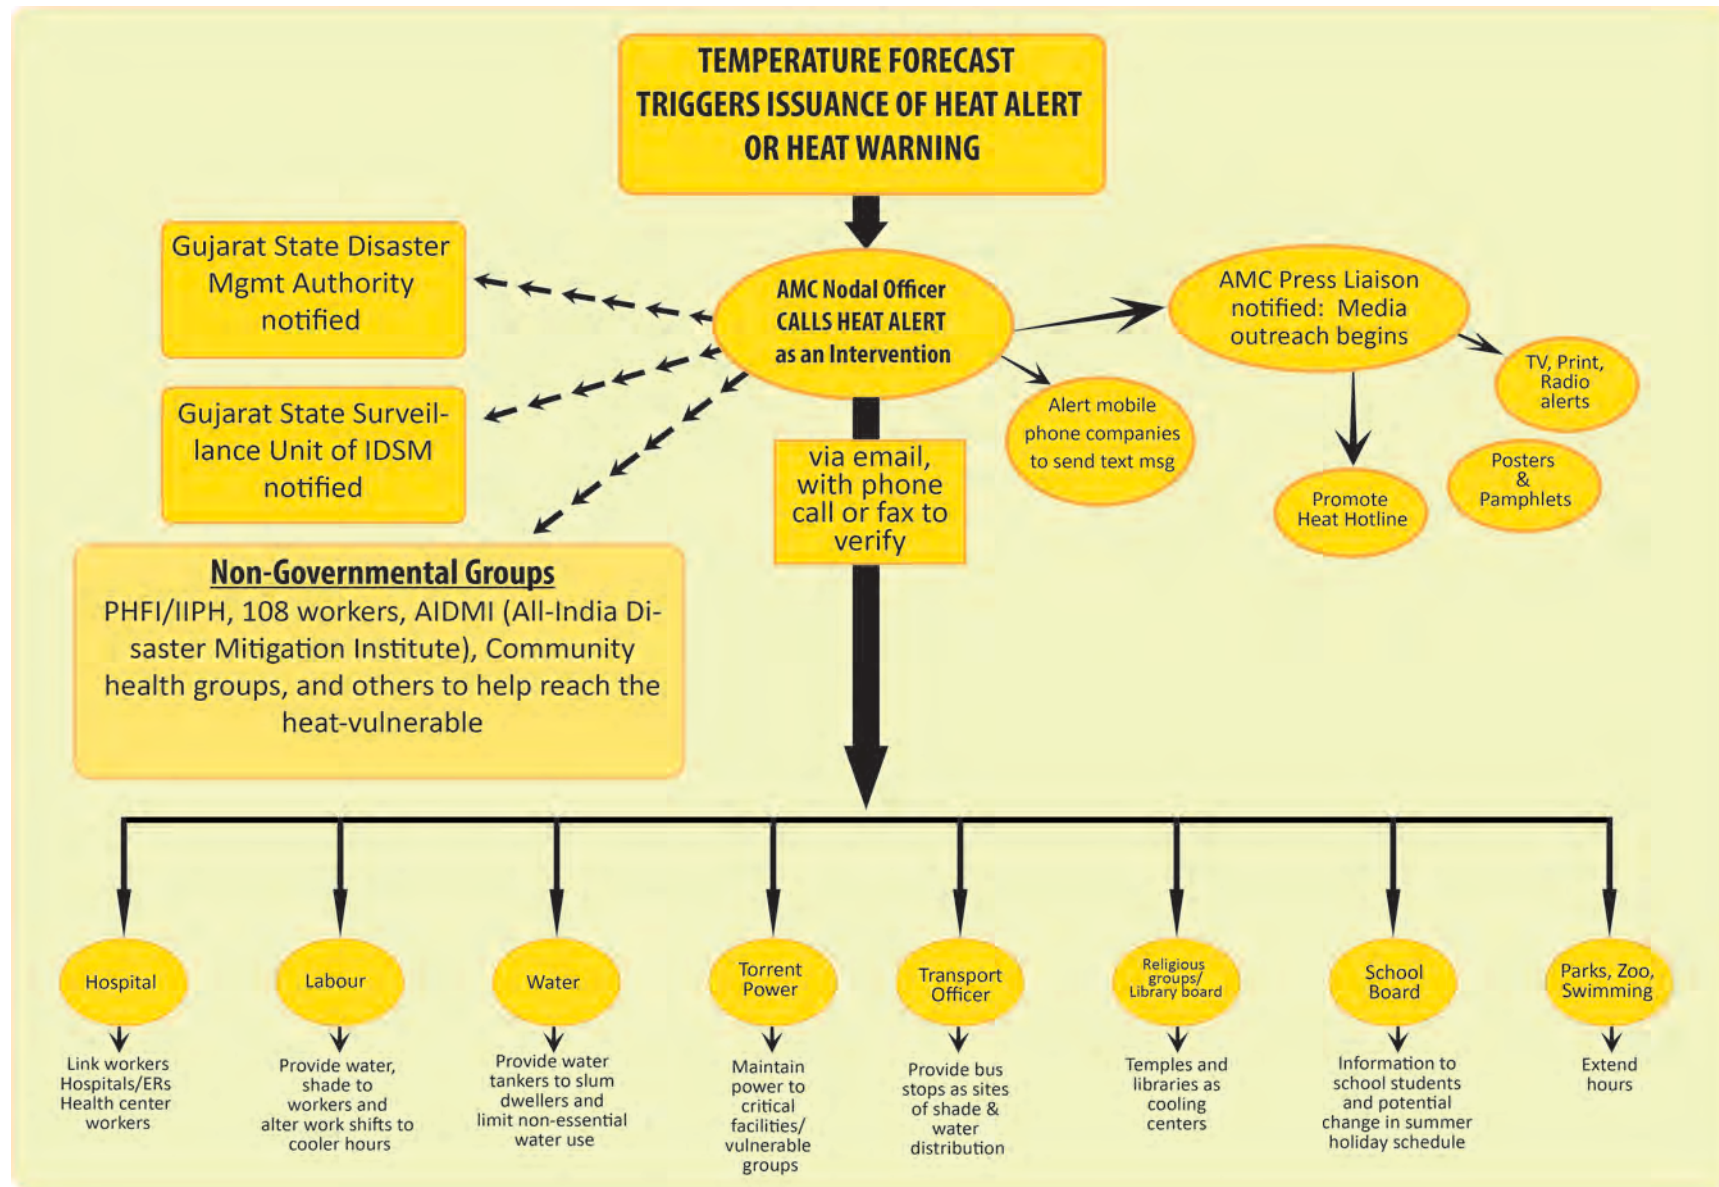 TEMPERATURE FORECAST
TRIGGERS ISSUANCE OF HEAT ALERT
OR HEAT WARNING
Gujarat State Disaster
Mgmt Authority
notified
AMC Nodal Officer
CALLS HEAT ALERT
as an Intervention
AMC Press Liaison
notified: Media
outreach begins
TV, Print,
Radio
alerts
Gujarat State Surveil-
lance Unit of IDSM
notified
Alert mobile
phone companies
to send text msg
via email,
with phone
call or fax to
verify
Posters
&
Pamphlets
Promote
Heat Hotline
Non-Governmental Groups
PHFI/IIPH, 108 workers, AIDMI (All-India Di-
saster Mitigation Institute), Community
health groups, and others to help reach the
heat-vulnerable
Hospital
Link workers
Hospitals/ERs
Health center
workers
Labour
Provide water,
shade to
workers and
alter work shifts to
cooler hours
Water
Provide water
tankers to slum
dwellers and
limit non-essential
water use
Torrent
Power
Maintain
power to
critical
facilities/
vulnerable
groups
Transport
Officer
Provide bus
stops as sites
of shade &
water
distribution
Religious
groups/
Library board
Temples and
libraries as
cooling
centers
School
Board
Information to
school students
and potential
change in summer
holiday schedule
Parks, Zoo,
Swimming
Extend
hours